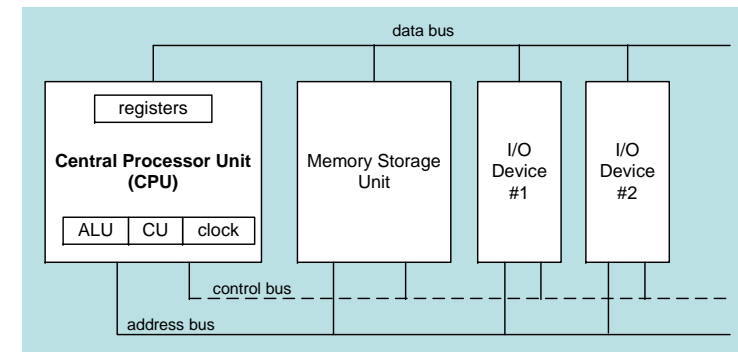 data bus
registers
Central Processor Unit
(CPU)
ALU CU clock
Memory Storage
Unit
I/O
Device
#1
I/O
Device
#2
control bus
address bus